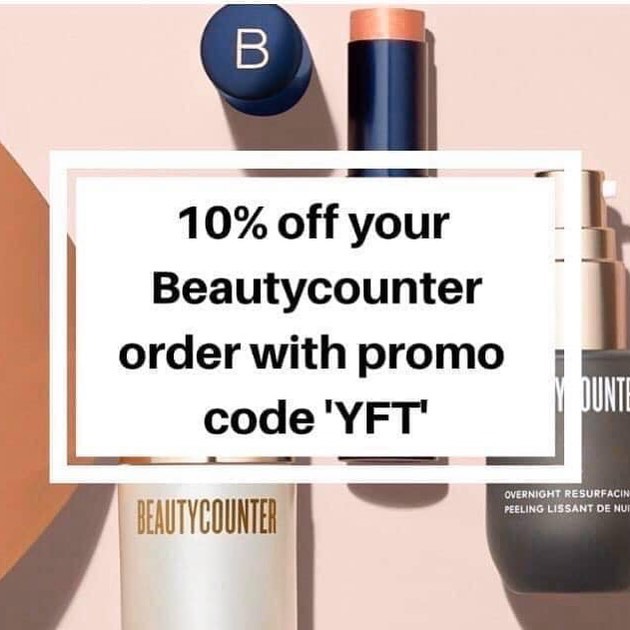 B
10% off your
Beautycounter
order with promo
code 'YFT'
BEAUTYCOUNTER
OVERNIGHT RESURFACIN
PEELING LISSANT DE NUI